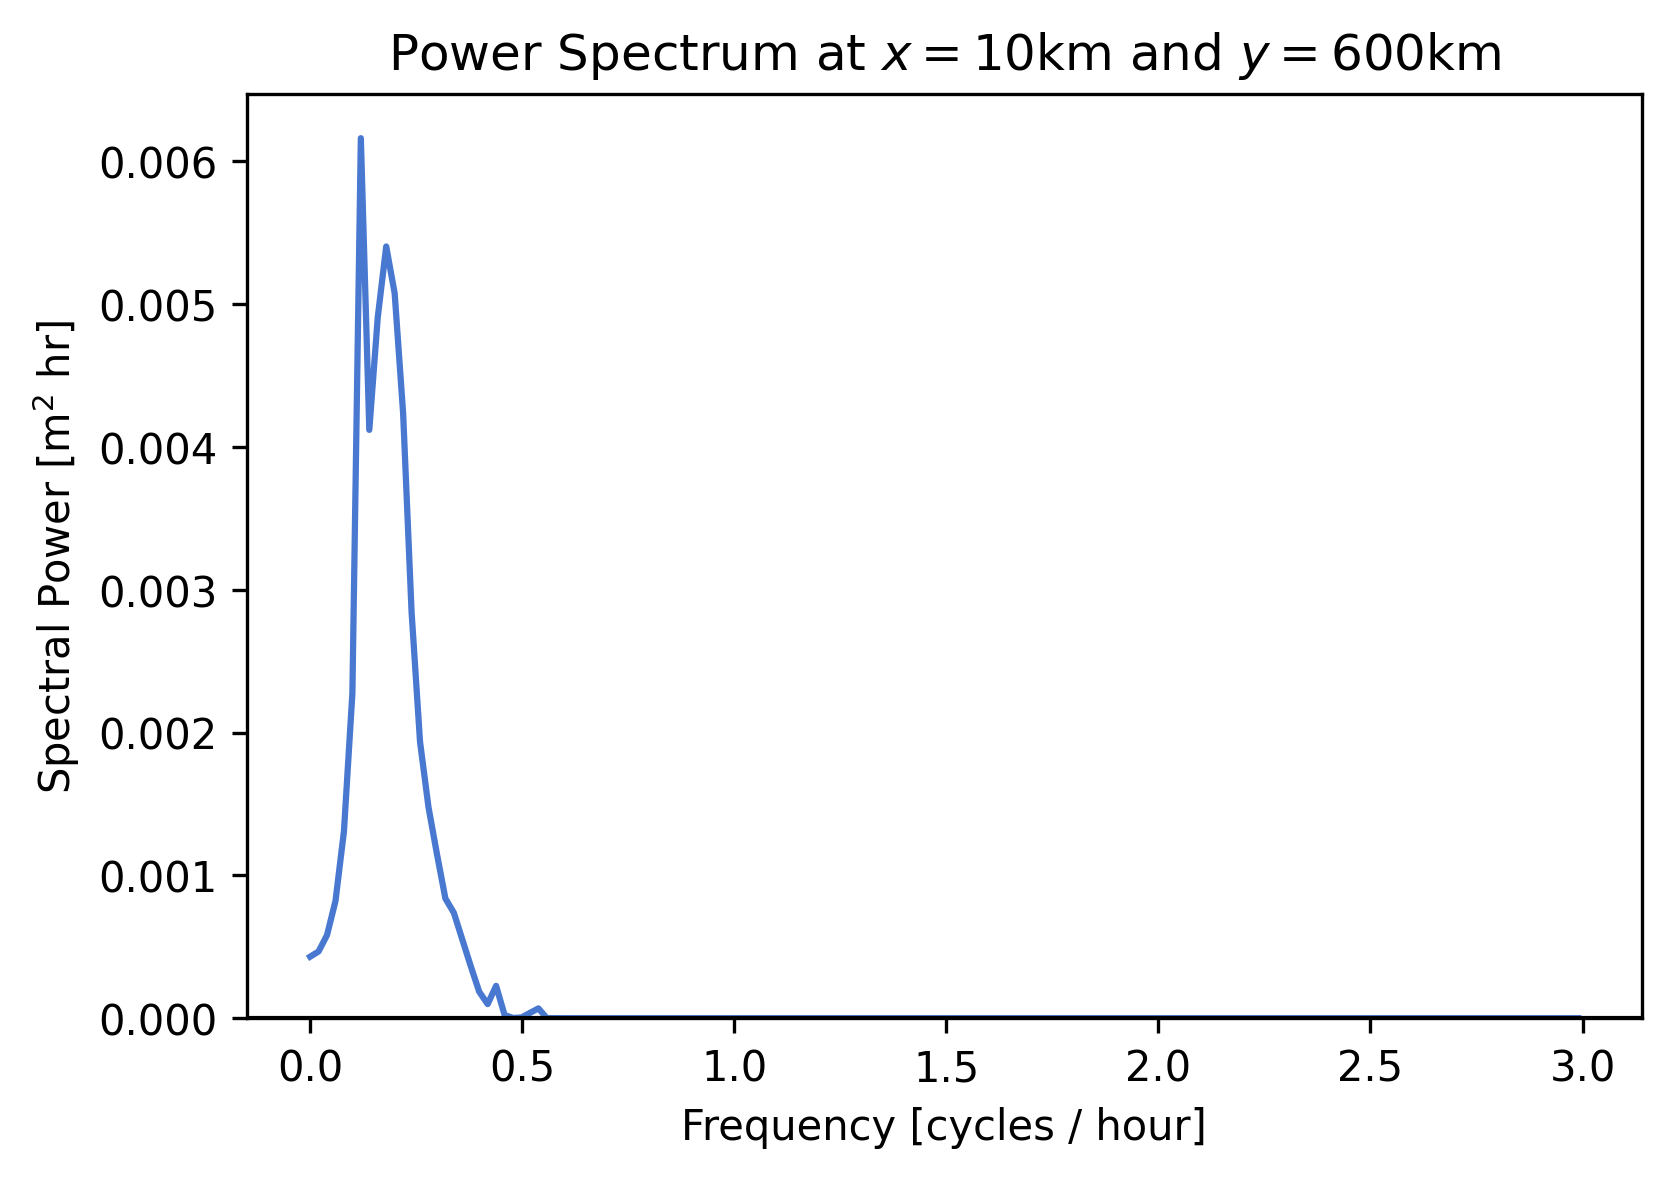 Power Spectrum at x = 10km and y = 600km
Spectral Power [m² hr]
0.006
0.005
0.004
0.003
0.002
0.001
0.000
0.0 0.5 1.0 1.5 2.0 2.5 3.0
Frequency [cycles / hour]